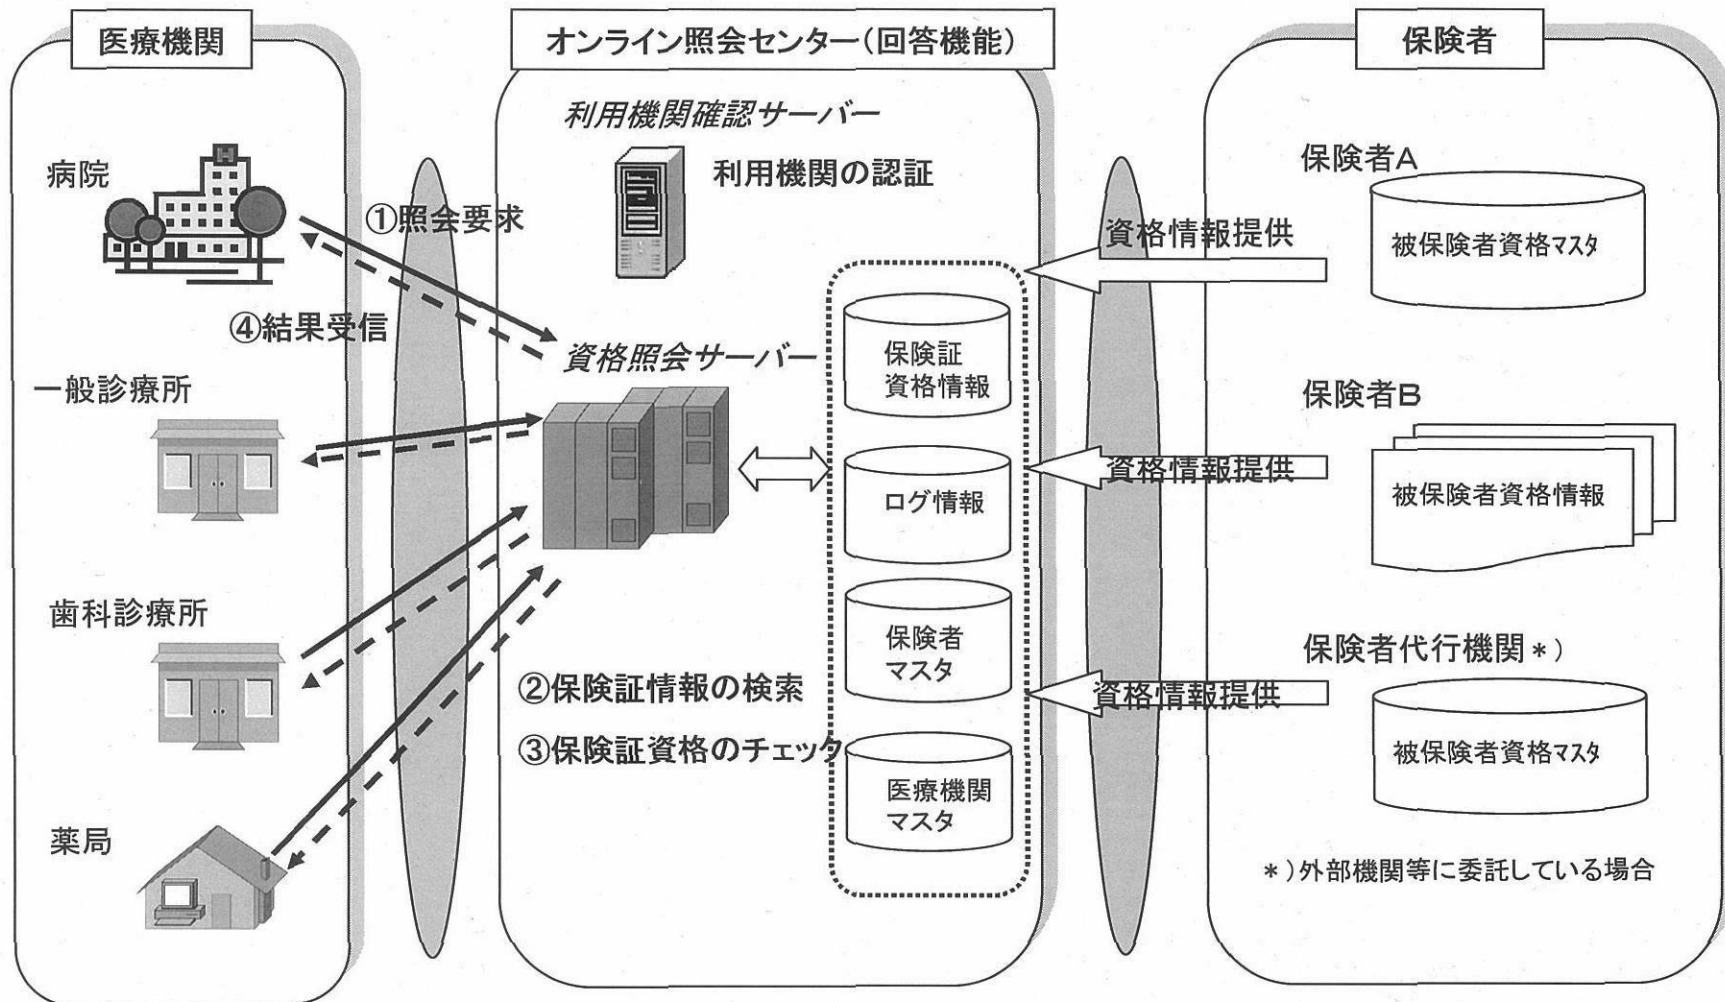 医療機関
病院
①照会要求
④結果受信
一般診療所
歯科診療所
薬局
オンライン照会センター(回答機能)
利用機関確認サーバー
利用機関の認証
資格照会サーバー
保険証
資格情報
ログ情報
保険者
マスタ
医療機関
マスタ
②保険証情報の検索
③保険証資格のチェック
資格情報提供
資格情報提供
資格情報提供
保険者
保険者A
被保険者資格マスタ
保険者B
被保険者資格情報
保険者代行機関*)
被保険者資格マスタ
*)外部機関等に委託している場合